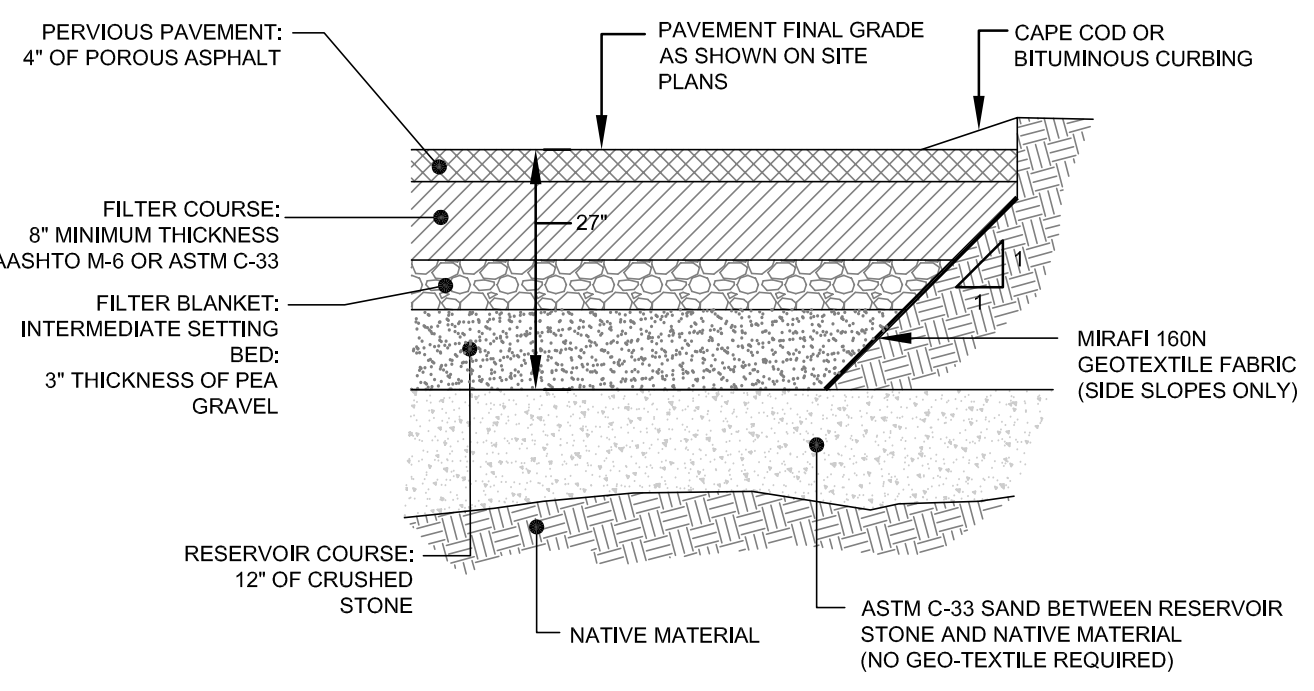 PERVIOUS PAVEMENT:
4" OF POROUS ASPHALT
PAVEMENT FINAL GRADE
AS SHOWN ON SITE
PLANS
CAPE COD OR
BITUMINOUS CURBING
FILTER COURSE:
8" MINIMUM THICKNESS
AASHTO M-6 OR ASTM C-33
27"
FILTER BLANKET:
INTERMEDIATE SETTING
BED:
3" THICKNESS OF PEA
GRAVEL
1
1
MIRAFI 160N
GEOTEXTILE FABRIC
(SIDE SLOPES ONLY)
RESERVOIR COURSE:
12" OF CRUSHED
STONE
NATIVE MATERIAL
ASTM C-33 SAND BETWEEN RESERVOIR
STONE AND NATIVE MATERIAL
(NO GEO-TEXTILE REQUIRED)